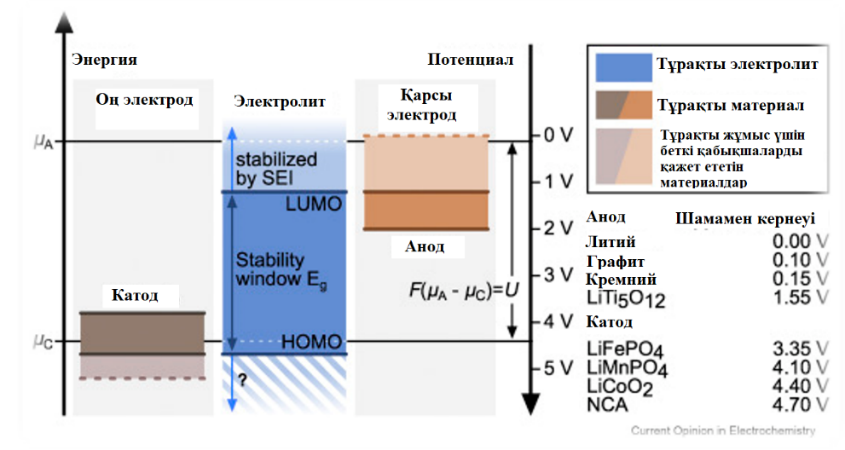 Энергия
Потенциал
Оң электрод
Электролит
Қарсы
электрод
μA
stabilized
by SEI
LUMO
Stability
window Eg
HOMO
?
Катод
μC
Анод
F(μA - μC)=U
0 V
1 V
2 V
3 V
4 V
5 V
Тұрақты электролит
Тұрақты материал
Тұрақты жұмыс үшін
беткі қабықшаларды
қажет ететін
материалдар
Анод Шамамен кернеуі
Литий 0.00 V
Графит 0.10 V
Кремний 0.15 V
LiTi5O12 1.55 V
Катод
LiFePO4 3.35 V
LiMnPO4 4.10 V
LiCoO2 4.40 V
NCA 4.70 V
Current Opinion in Electrochemistry